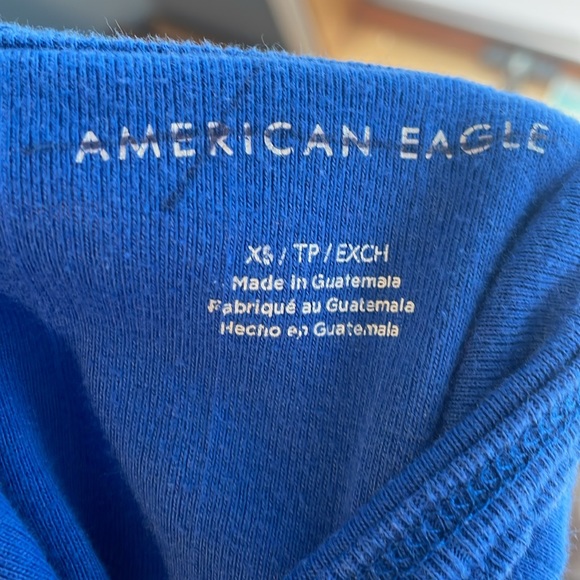 AMERICAN EAGLE
XS / TP / EXCH
Made in Guatemala
Fabriqué au Guatemala
Hecho en Guatemala